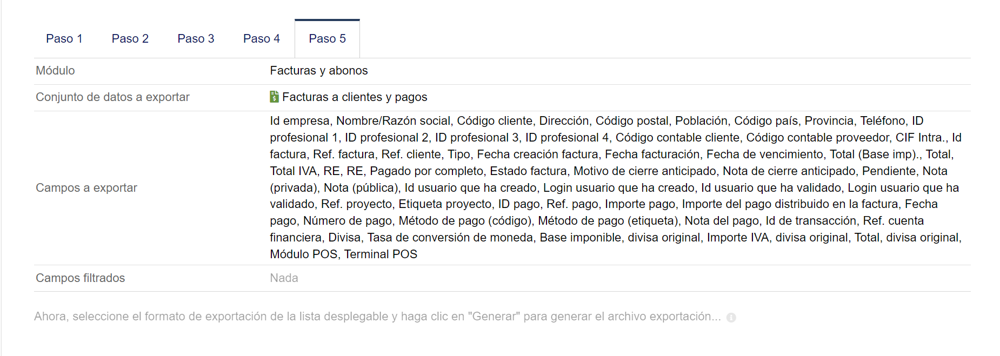 Paso 1 Paso 2 Paso 3 Paso 4 Paso 5
Módulo Facturas y abonos
Conjunto de datos a exportar Facturas a clientes y pagos
Campos a exportar
Id empresa, Nombre/Razón social, Código cliente, Dirección, Código postal, Población, Código país, Provincia, Teléfono, ID
profesional 1, ID profesional 2, ID profesional 3, ID profesional 4, Código contable cliente, Código contable proveedor, CIF Intra., Id
factura, Ref. factura, Ref. cliente, Tipo, Fecha creación factura, Fecha facturación, Fecha de vencimiento, Total (Base imp)., Total,
Total IVA, RE, RE, Pagado por completo, Estado factura, Motivo de cierre anticipado, Nota de cierre anticipado, Pendiente, Nota
(privada), Nota (pública), Id usuario que ha creado, Login usuario que ha creado, Id usuario que ha validado, Login usuario que ha
validado, Ref. proyecto, Etiqueta proyecto, ID pago, Ref. pago, Importe pago, Importe del pago distribuido en la factura, Fecha
pago, Número de pago, Método de pago (código), Método de pago (etiqueta), Nota del pago, Id de transacción, Ref. cuenta
financiera, Divisa, Tasa de conversión de moneda, Base imponible, divisa original, Importe IVA, divisa original, Total, divisa original,
Módulo POS, Terminal POS
Campos filtrados Nada
Ahora, seleccione el formato de exportación de la lista desplegable y haga clic en "Generar" para generar el archivo exportación...